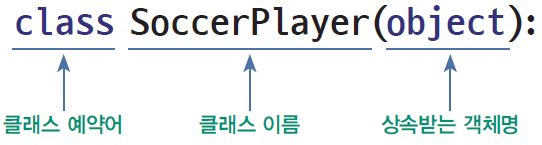 class SoccerPlayer(object):
클래스 예약어 클래스 이름 상속받는 객체명